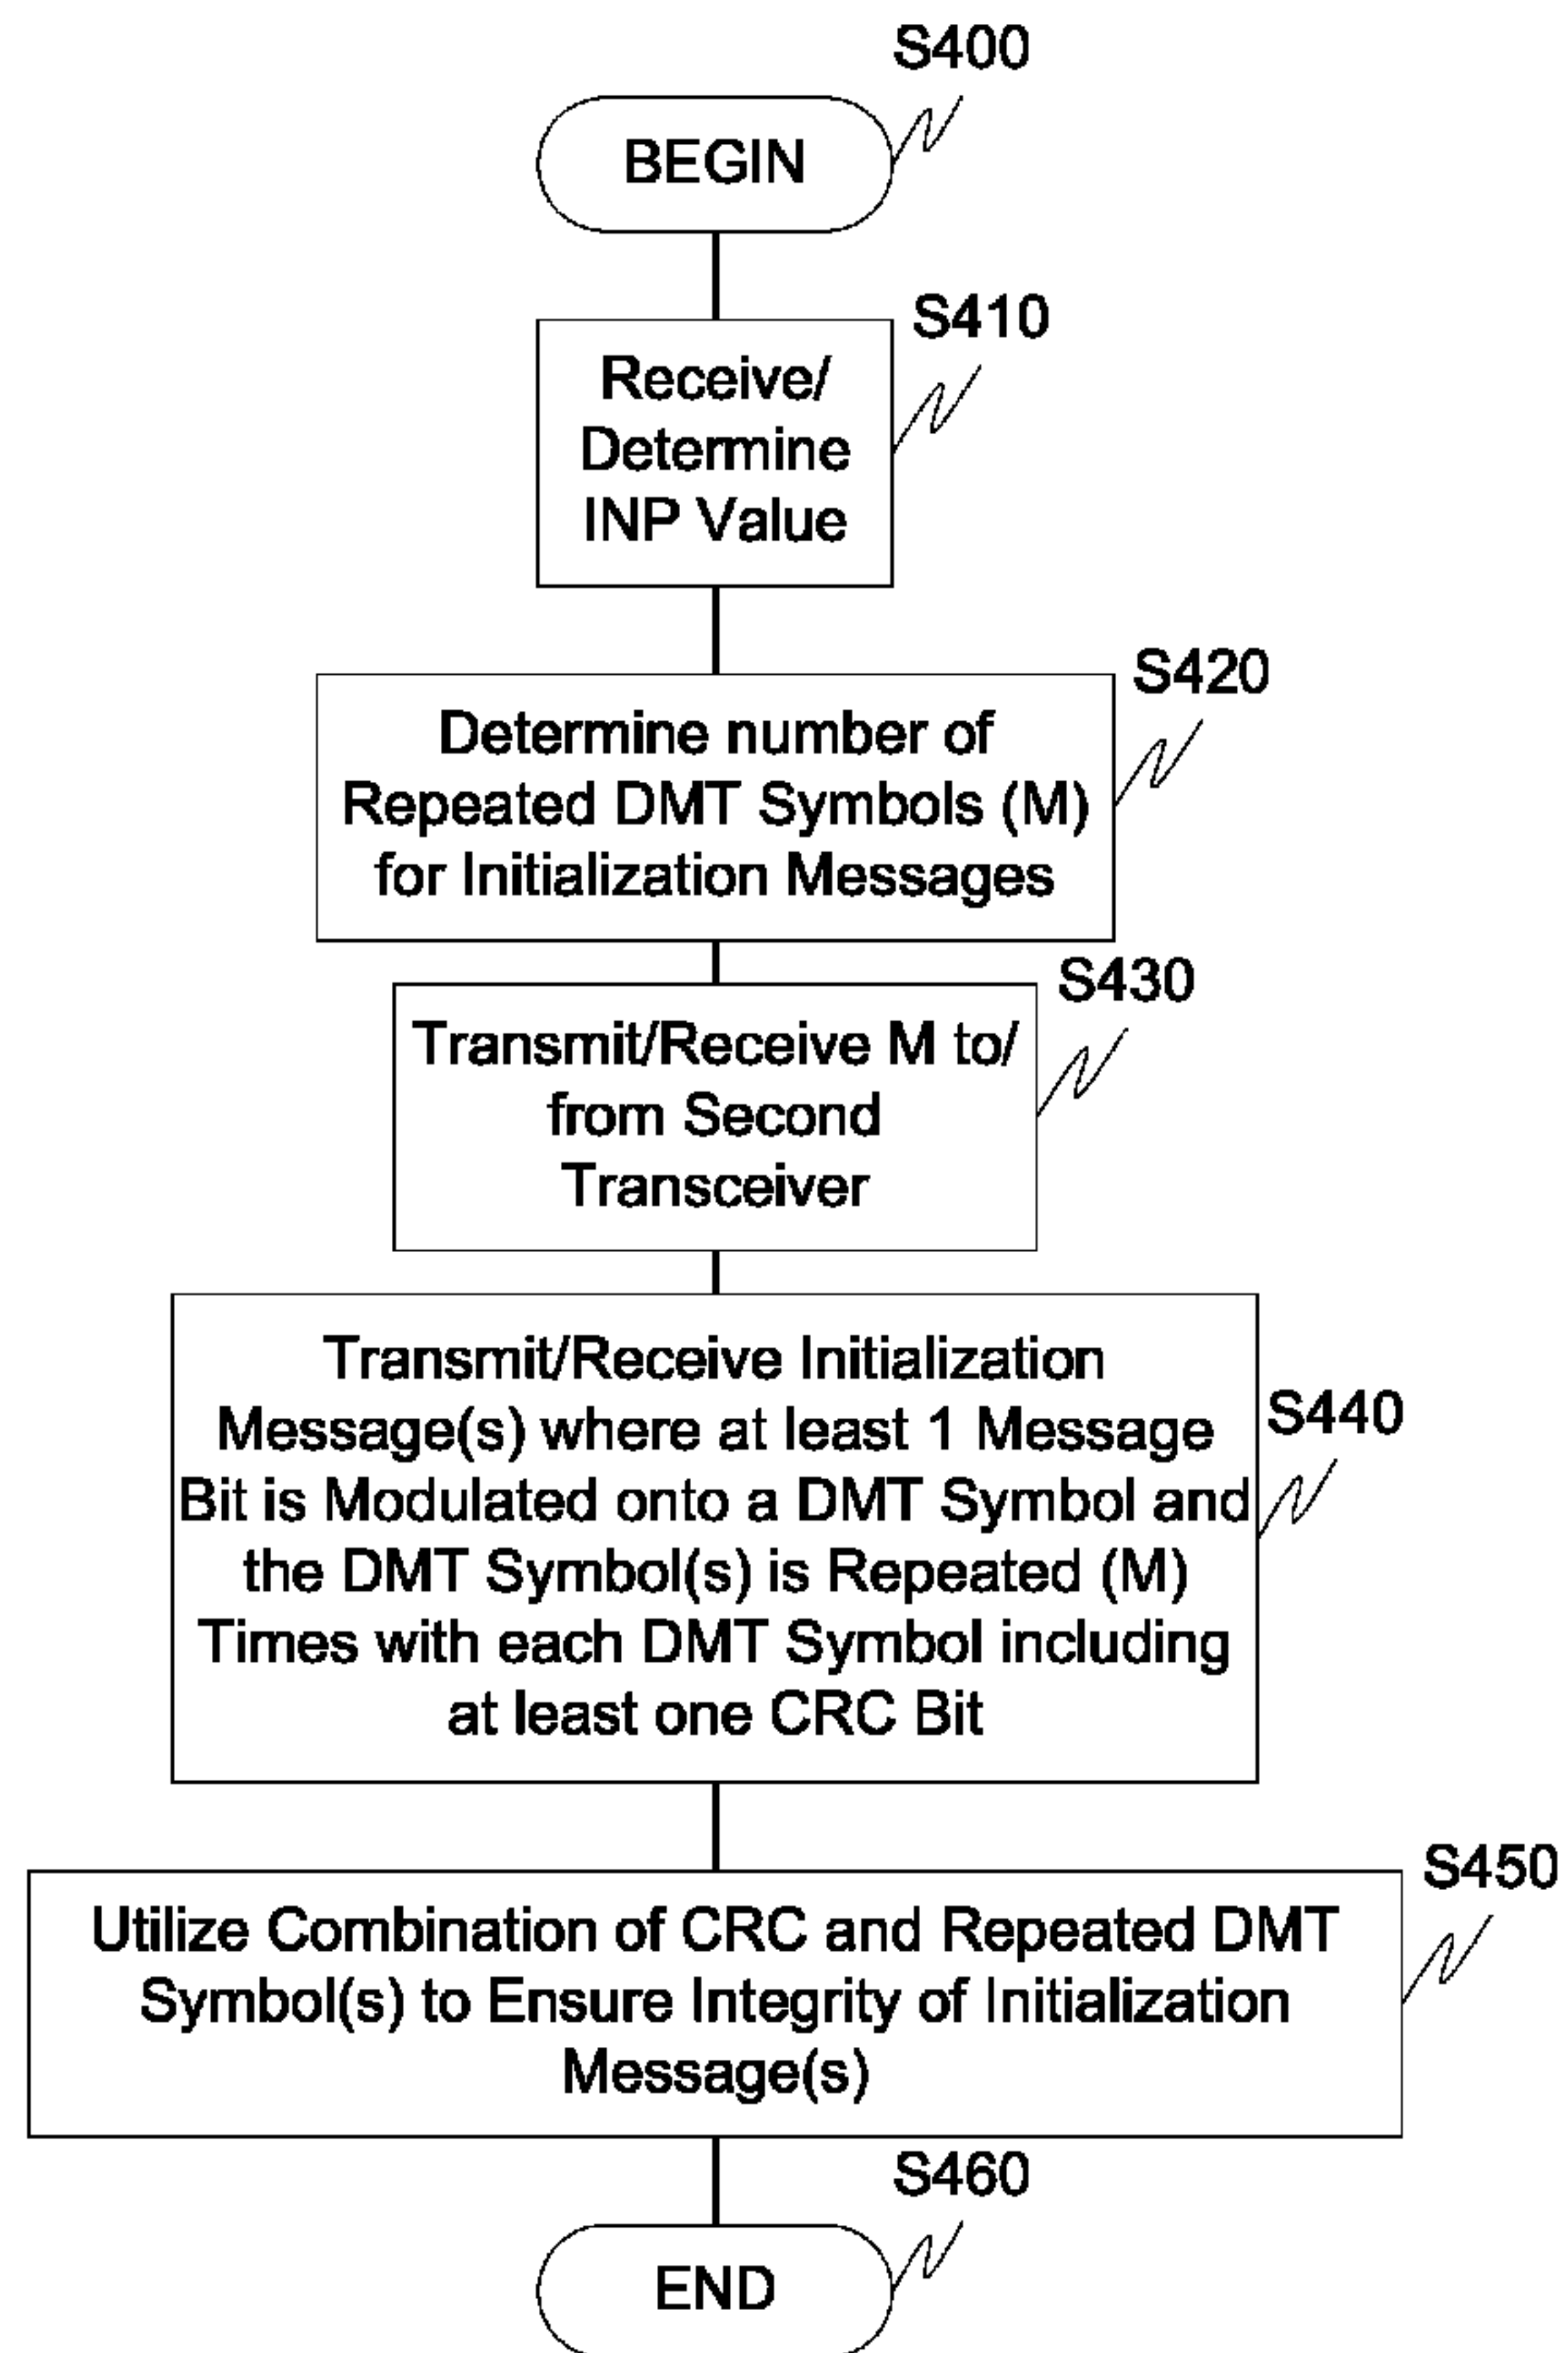 S400
BEGIN
S410
Receive/
Determine
INP Value
S420
Determine number of
Repeated DMT Symbols (M)
for Initialization Messages
S430
Transmit/Receive M to/
from Second
Transceiver
S440
Transmit/Receive Initialization
Message(s) where at least 1 Message
Bit is Modulated onto a DMT Symbol and
the DMT Symbol(s) is Repeated (M)
Times with each DMT Symbol including
at least one CRC Bit
S450
Utilize Combination of CRC and Repeated DMT
Symbol(s) to Ensure Integrity of Initialization
Message(s)
S460
END